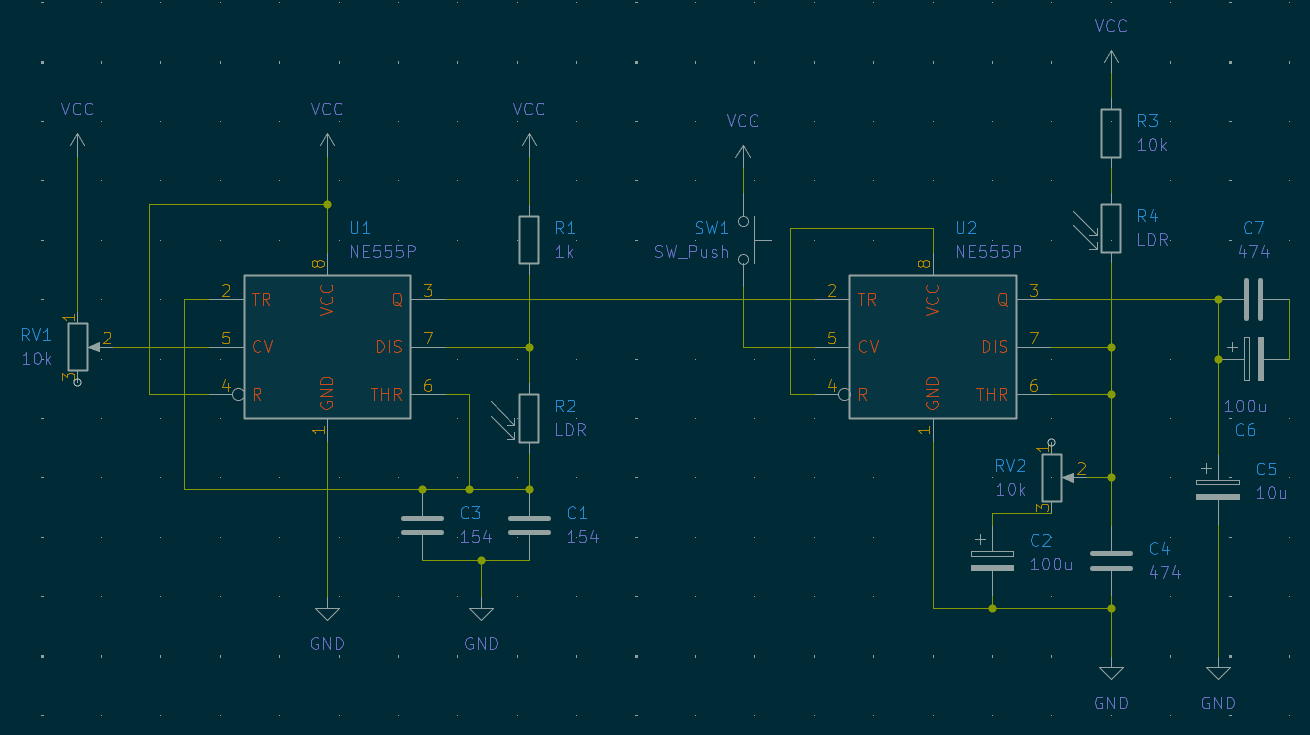 VCC
VCC
VCC
VCC
VCC
R3
10k
U1
NE555P
R1
1k
SW1
SW_Push
U2
NE555P
R4
LDR
C7
474
8
VCC
2
TR
Q
3
5
CV
DIS
7
4
R
THR
6
GND
1
8
VCC
2
TR
Q
3
5
CV
DIS
7
4
R
THR
6
GND
1
RV1
10k
1
2
3
R2
LDR
+
100u
C6
RV2
10k
1
2
3
+
C5
10u
C3
154
C1
154
+
C2
100u
C4
474
GND
GND
GND
GND